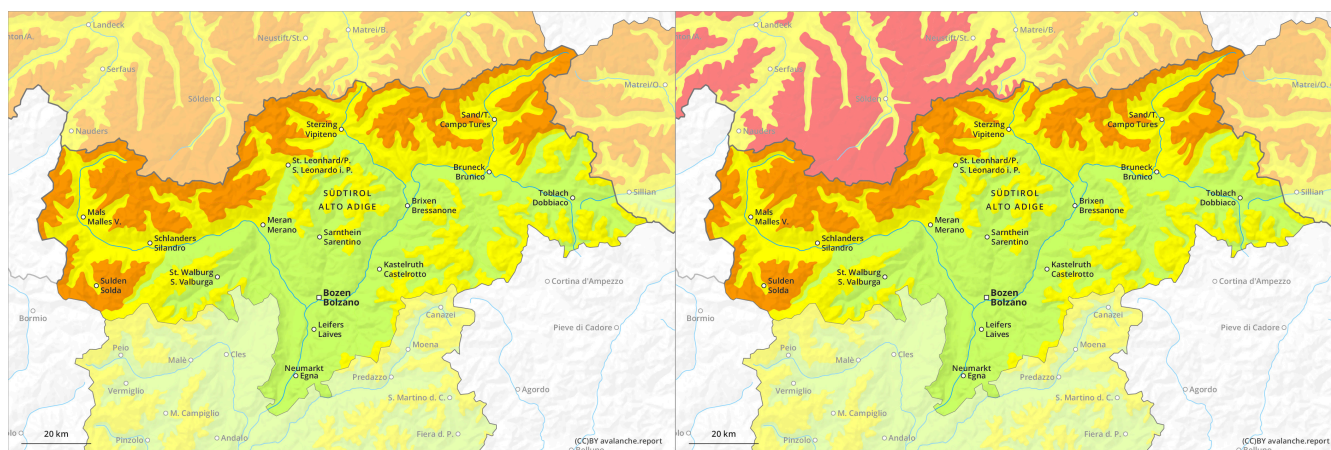 Landeck
Neustift/St.
Matrei/B.
ton/A.
Serfaus
Sölden
Matrei/O.
Nauders
Sterzing
Vipiteno
Sand/T.
Campo Tures
St. Leonhard/P.
S. Leonardo i. P.
Bruneck
Brunico
SÜDTIROL
ALTO ADIGE
Toblach
Dobbiaco
Sillian
Mals
Malles V.
Meran
Merano
Brixen
Bressanone
Schlanders
Silandro
Sarnthein
Sarentino
St. Walburg
S. Valburga
Kastelruth
Castelrotto
Sulden
Solda
Cortina d'Ampezzo
Bozen
Bolzano
Bormio
Canazei
Pieve di Cadore
Leifers
Laives
Peio
Malè
Cles
Moena
Neumarkt
Egna
Predazzo
Vermiglio
Agordo
M. Campiglio
S. Martino d. C.
20 km
Pinzolo
Andalo
Fiera d. P.
(CC)BY avalanche.report
Landeck
Neustift/St.
Matrei/B.
Serfaus
Sölden
Matrei/O.
Nauders
Sterzing
Vipiteno
Sand/T.
Campo Tures
St. Leonhard/P.
S. Leonardo i. P.
Bruneck
Brunico
SÜDTIROL
ALTO ADIGE
Toblach
Dobbiaco
Sillian
Mals
Malles V.
Meran
Merano
Brixen
Bressanone
Schlanders
Silandro
Sarnthein
Sarentino
St. Walburg
S. Valburga
Kastelruth
Castelrotto
Sulden
Solda
Cortina d'Ampezzo
Bozen
Bolzano
Bormio
Canazei
Pieve di Cadore
Leifers
Laives
Peio
Malè
Cles
Moena
Neumarkt
Egna
Predazzo
Vermiglio
Agordo
M. Campiglio
S. Martino d. C.
20 km
Pinzolo
Andalo
Fiera d. P.
(CC)BY avalanche.report